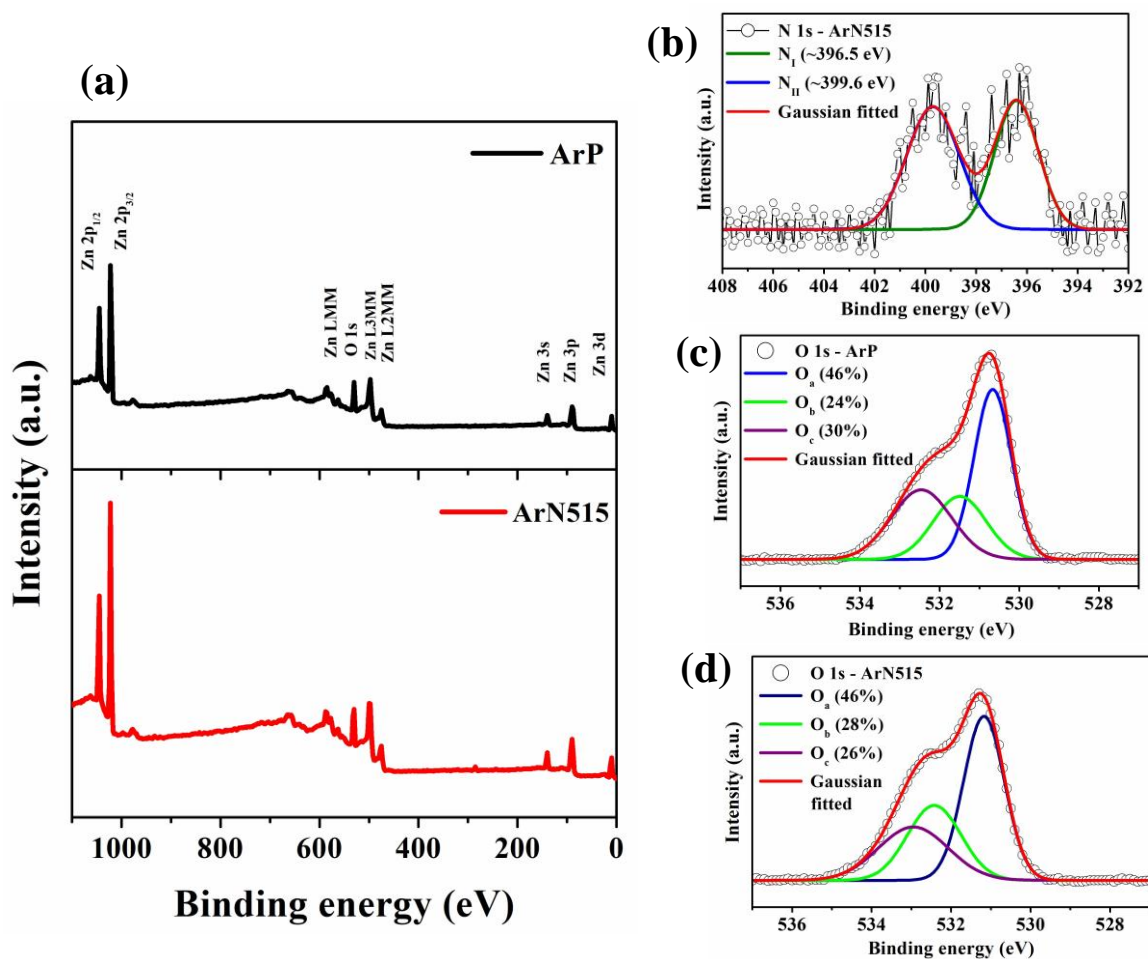 (a)
ArP
Zn 2p1/2
Zn 2p3/2
Zn LMM
O 1s
Zn L3MM
Zn L2MM
Zn 3s
Zn 3p
Zn 3d
ArN515
Intensity (a.u.)
1000 800 600 400 200 0
Binding energy (eV)
(b)
N 1s - ArN515
NI (~396.5 eV)
NII (~399.6 eV)
Gaussian fitted
Intensity (a.u.)
408 406 404 402 400 398 396 394 392
Binding energy (eV)
(c)
O 1s - ArP
Oa (46%)
Ob (24%)
Oc (30%)
Gaussian fitted
Intensity (a.u.)
536 534 532 530 528
Binding energy (eV)
(d)
O 1s - ArN515
Oa (46%)
Ob (28%)
Oc (26%)
Gaussian
fitted
Intensity (a.u.)
536 534 532 530 528
Binding energy (eV)